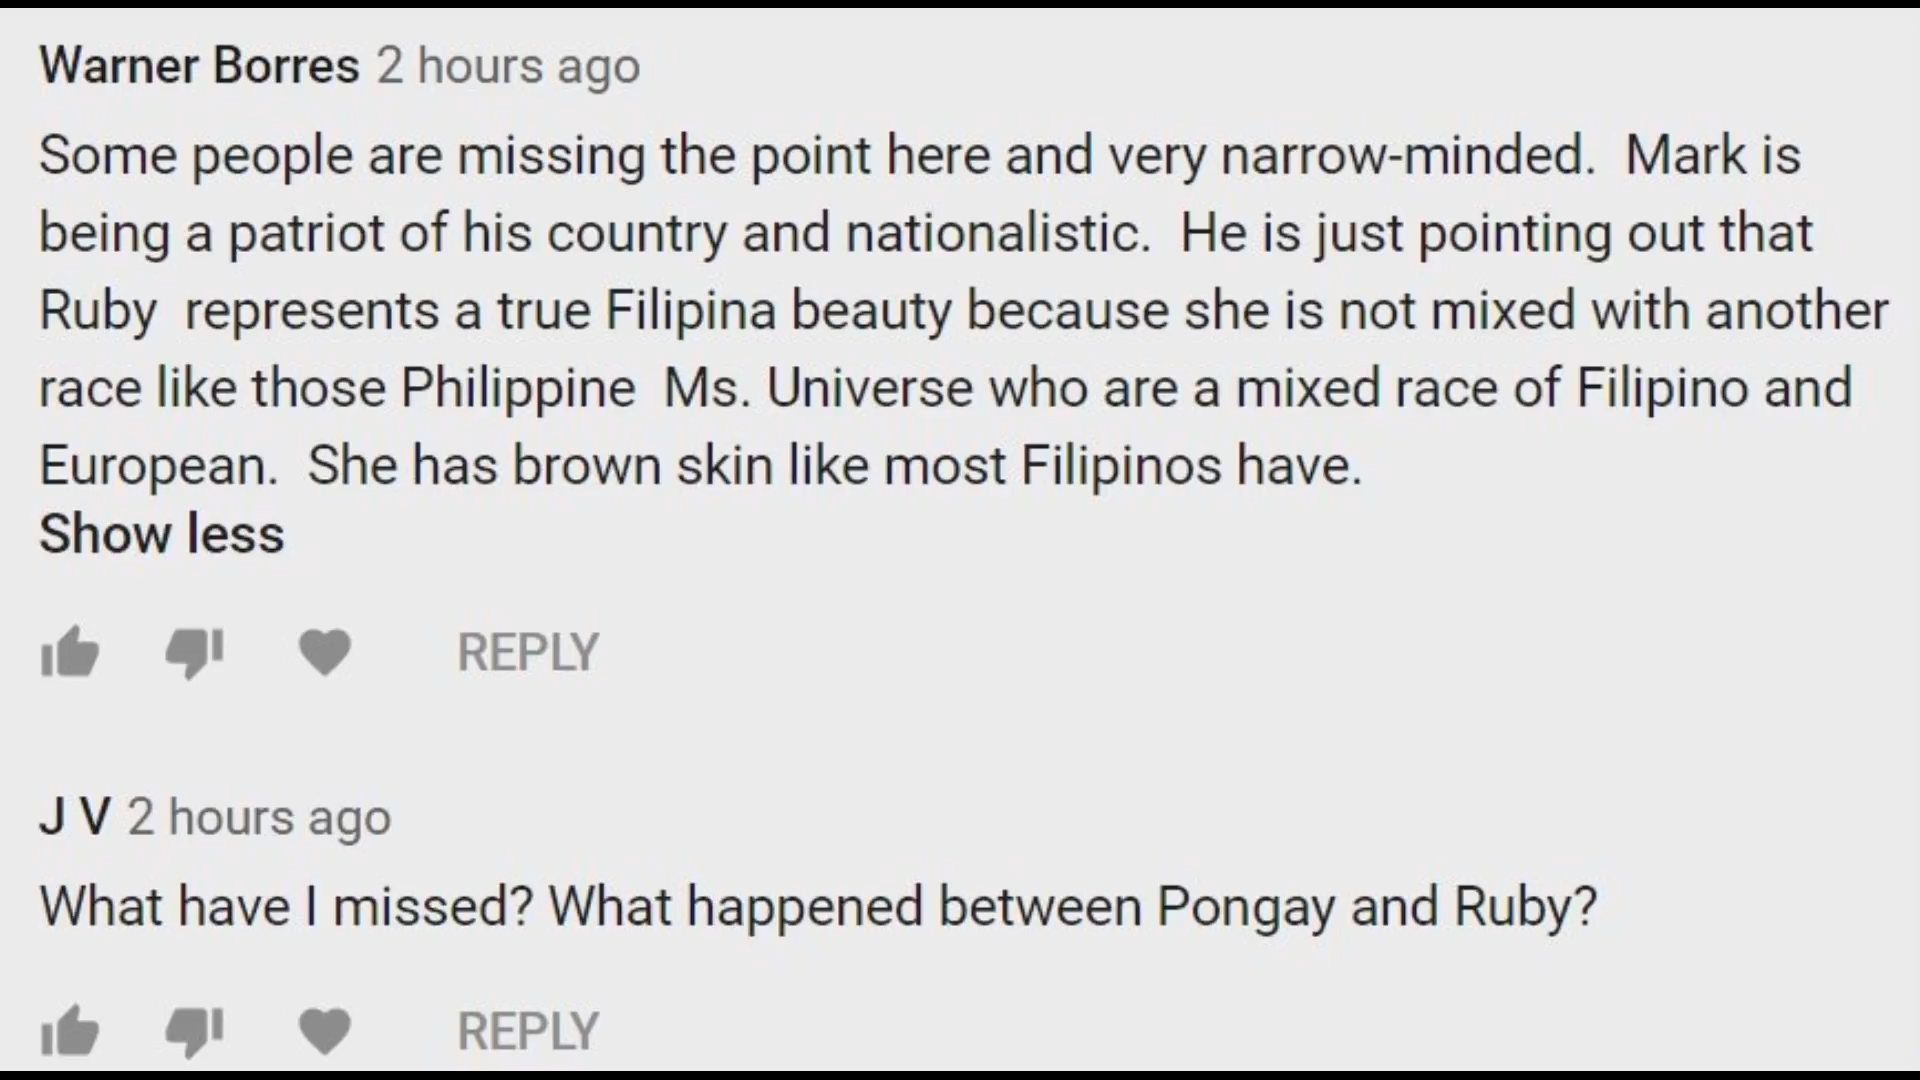 Warner Borres 2 hours ago
Some people are missing the point here and very narrow-minded.  Mark is
being a patriot of his country and nationalistic.  He is just pointing out that
Ruby  represents a true Filipina beauty because she is not mixed with another
race like those Philippine  Ms. Universe who are a mixed race of Filipino and
European.  She has brown skin like most Filipinos have.
Show less
REPLY
J V 2 hours ago
What have I missed? What happened between Pongay and Ruby?
REPLY